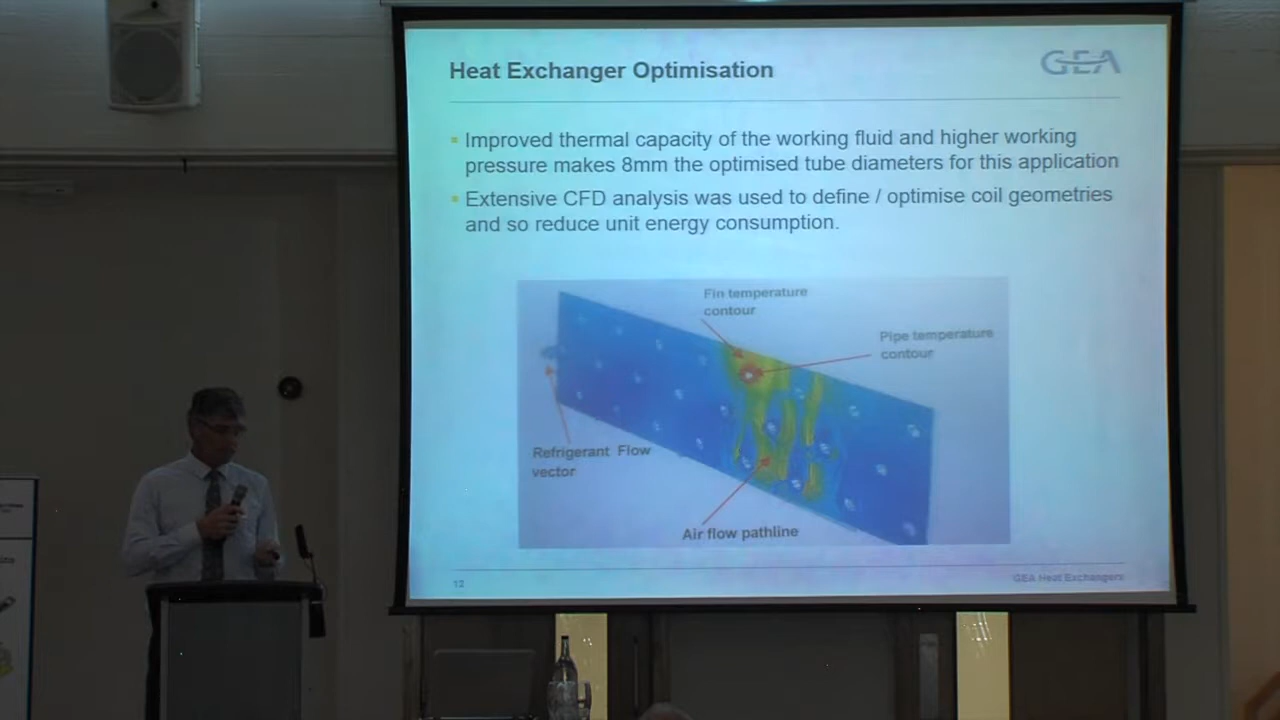 Heat Exchanger Optimisation
GEA
Improved thermal capacity of the working fluid and higher working
pressure makes 8mm the optimised tube diameters for this application
Extensive CFD analysis was used to define / optimise coil geometries
and so reduce unit energy consumption.
Fin temperature
contour
Pipe temperature
contour
Refrigerant Flow
vector
Air flow pathline
12
GEA Heat Exchangers